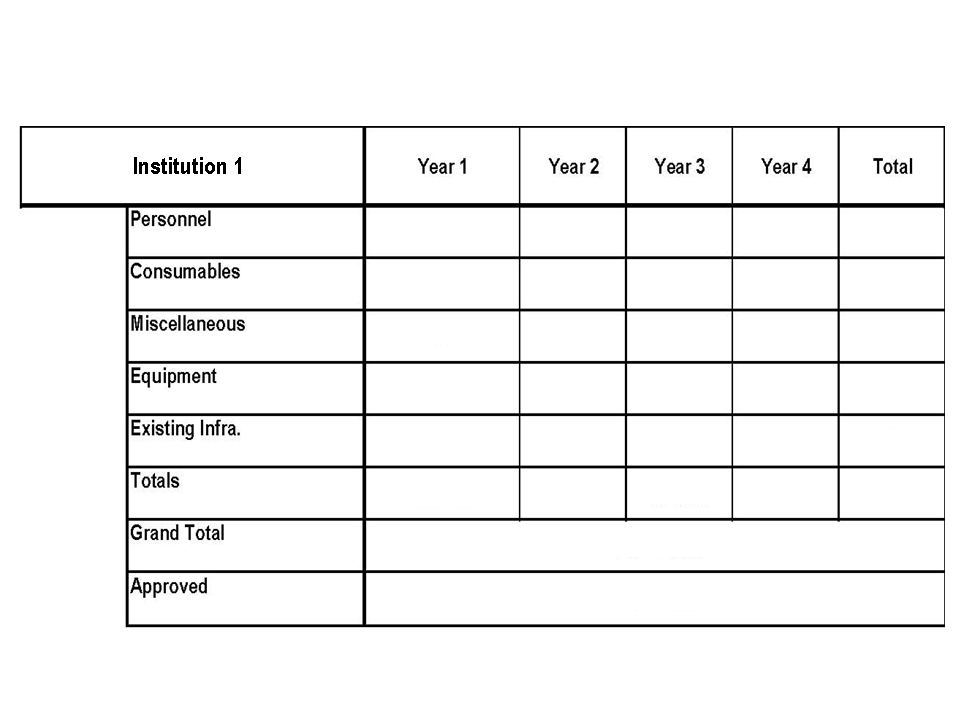 Institution 1 Year 1 Year 2 Year 3 Year 4 Total
Personnel
Consumables
Miscellaneous
Equipment
Existing Infra.
Totals
Grand Total
Approved